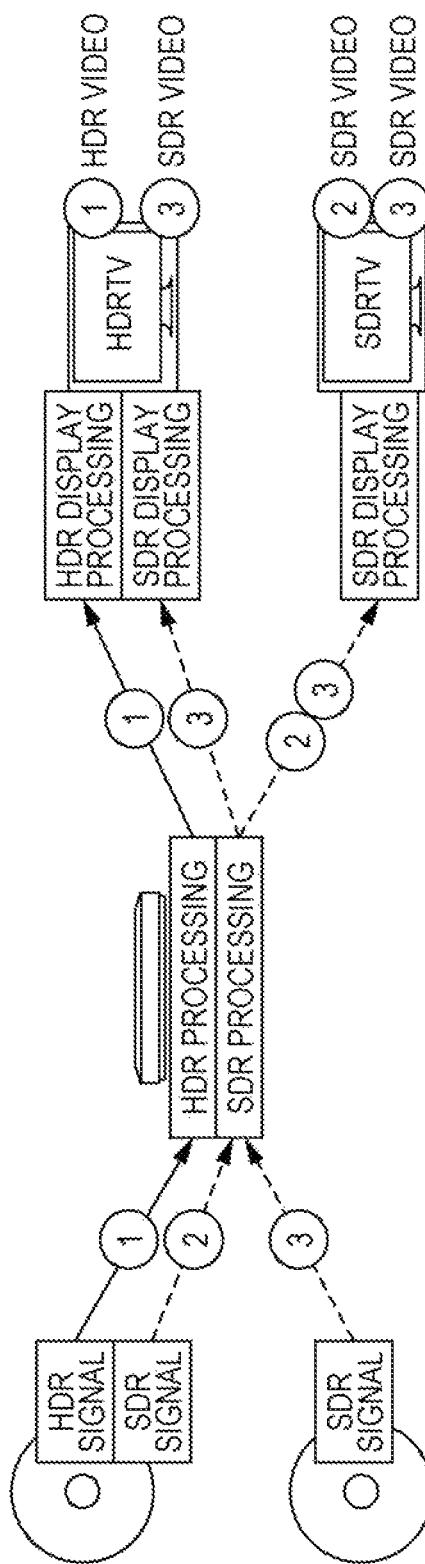 HDR
SIGNAL
SDR
SIGNAL
SDR
SIGNAL
1
2
3
HDR PROCESSING
SDR PROCESSING
1
3
2
3
HDR DISPLAY
PROCESSING
SDR DISPLAY
PROCESSING
SDR DISPLAY
PROCESSING
HDRTV
SDRTV
1 HDR VIDEO
3 SDR VIDEO
2 SDR VIDEO
3 SDR VIDEO